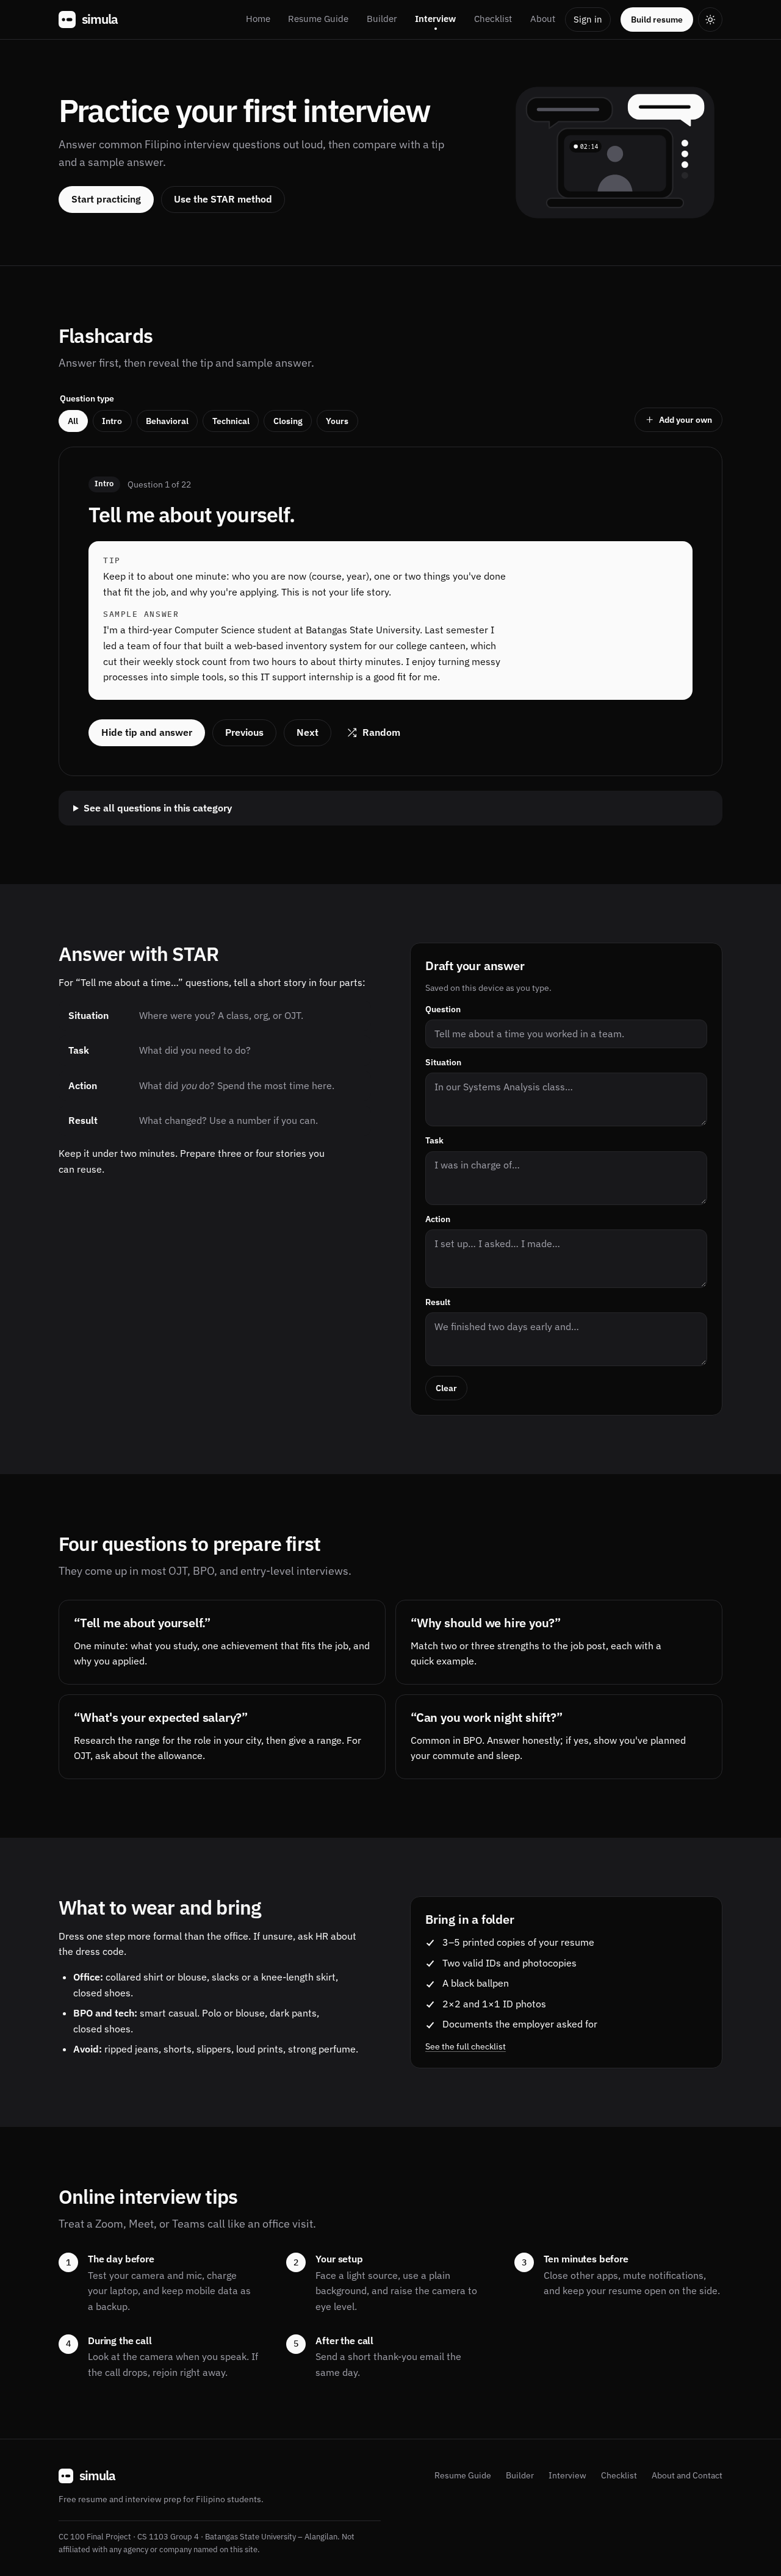 simula
Home Resume Guide Builder Interview Checklist About Sign in Build resume
Practice your first interview
Answer common Filipino interview questions out loud, then compare with a tip
and a sample answer.
Start practicing Use the STAR method
02:14
Flashcards
Answer first, then reveal the tip and sample answer.
Question type
All Intro Behavioral Technical Closing Yours
+ Add your own
Intro Question 1 of 22
Tell me about yourself.
TIP
Keep it to about one minute: who you are now (course, year), one or two things you've done
that fit the job, and why you're applying. This is not your life story.
SAMPLE ANSWER
I'm a third-year Computer Science student at Batangas State University. Last semester I
led a team of four that built a web-based inventory system for our college canteen, which
cut their weekly stock count from two hours to about thirty minutes. I enjoy turning messy
processes into simple tools, so this IT support internship is a good fit for me.
Hide tip and answer Previous Next Random
See all questions in this category
Answer with STAR
For “Tell me about a time…” questions, tell a short story in four parts:
Situation Where were you? A class, org, or OJT.
Task What did you need to do?
Action What did you do? Spend the most time here.
Result What changed? Use a number if you can.
Keep it under two minutes. Prepare three or four stories you
can reuse.
Draft your answer
Saved on this device as you type.
Question
Tell me about a time you worked in a team.
Situation
In our Systems Analysis class…
Task
I was in charge of…
Action
I set up… I asked… I made…
Result
We finished two days early and…
Clear
Four questions to prepare first
They come up in most OJT, BPO, and entry-level interviews.
“Tell me about yourself.”
One minute: what you study, one achievement that fits the job, and
why you applied.
“Why should we hire you?”
Match two or three strengths to the job post, each with a
quick example.
“What's your expected salary?”
Research the range for the role in your city, then give a range. For
OJT, ask about the allowance.
“Can you work night shift?”
Common in BPO. Answer honestly; if yes, show you've planned
your commute and sleep.
What to wear and bring
Dress one step more formal than the office. If unsure, ask HR about
the dress code.
• Office: collared shirt or blouse, slacks or a knee-length skirt,
closed shoes.
• BPO and tech: smart casual. Polo or blouse, dark pants,
closed shoes.
• Avoid: ripped jeans, shorts, slippers, loud prints, strong perfume.
Bring in a folder
3–5 printed copies of your resume
Two valid IDs and photocopies
A black ballpen
2×2 and 1×1 ID photos
Documents the employer asked for
See the full checklist
Online interview tips
Treat a Zoom, Meet, or Teams call like an office visit.
1 The day before
Test your camera and mic, charge
your laptop, and keep mobile data as
a backup.
2 Your setup
Face a light source, use a plain
background, and raise the camera to
eye level.
3 Ten minutes before
Close other apps, mute notifications,
and keep your resume open on the side.
4 During the call
Look at the camera when you speak. If
the call drops, rejoin right away.
5 After the call
Send a short thank-you email the
same day.
simula
Resume Guide Builder Interview Checklist About and Contact
Free resume and interview prep for Filipino students.
CC 100 Final Project · CS 1103 Group 4 · Batangas State University – Alangilan. Not
affiliated with any agency or company named on this site.